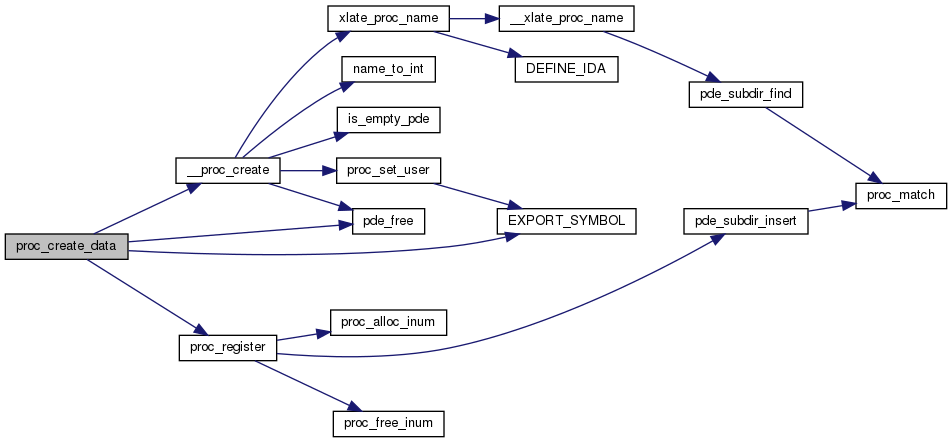 xlate_proc_name
__xlate_proc_name
name_to_int
DEFINE_IDA
pde_subdir_find
is_empty_pde
__proc_create
proc_set_user
proc_match
pde_free
EXPORT_SYMBOL
pde_subdir_insert
proc_create_data
proc_alloc_inum
proc_register
proc_free_inum